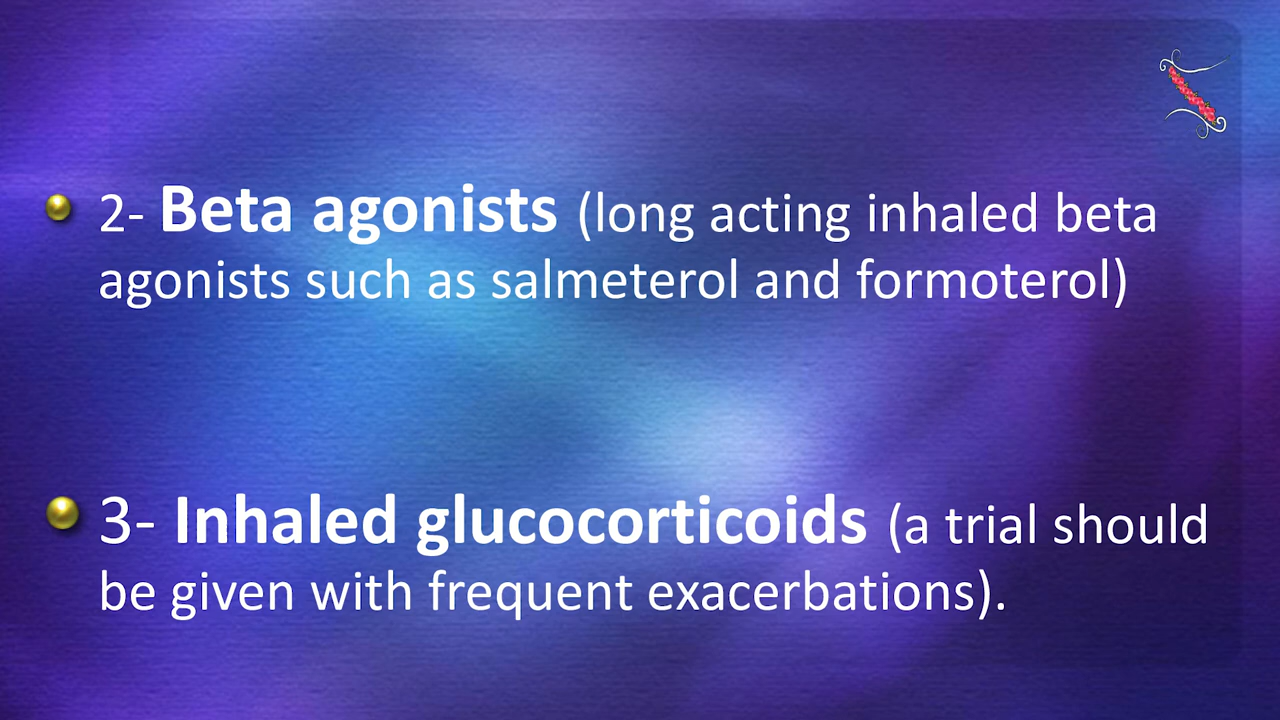 2- Beta agonists (long acting inhaled beta
agonists such as salmeterol and formoterol)
3- Inhaled glucocorticoids (a trial should
be given with frequent exacerbations).